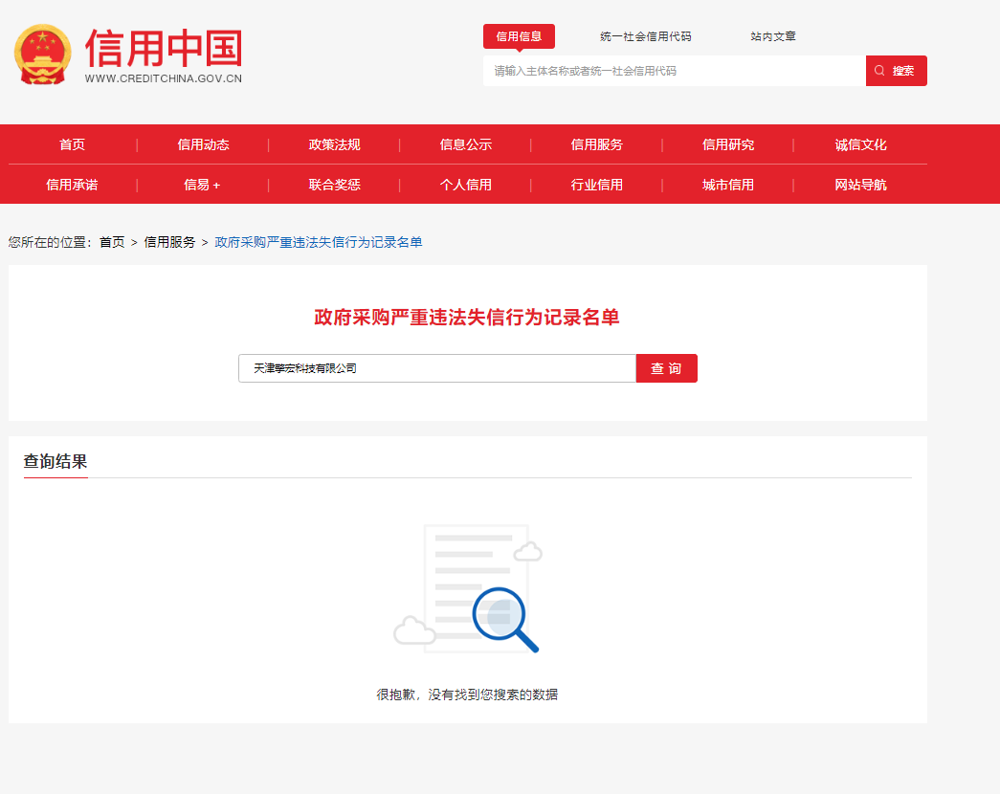 信用中国
WWW.CREDITCHINA.GOV.CN
信用信息 统一社会信用代码 站内文章
请输入主体名称或者统一社会信用代码 搜索
首页 | 信用动态 | 政策法规 | 信息公示 | 信用服务 | 信用研究 | 诚信文化
信用承诺 | 信易+ | 联合奖惩 | 个人信用 | 行业信用 | 城市信用 | 网站导航
您所在的位置：首页 > 信用服务 > 政府采购严重违法失信行为记录名单
政府采购严重违法失信行为记录名单
天津擎宏科技有限公司 查询
查询结果
很抱歉，没有找到您搜索的数据